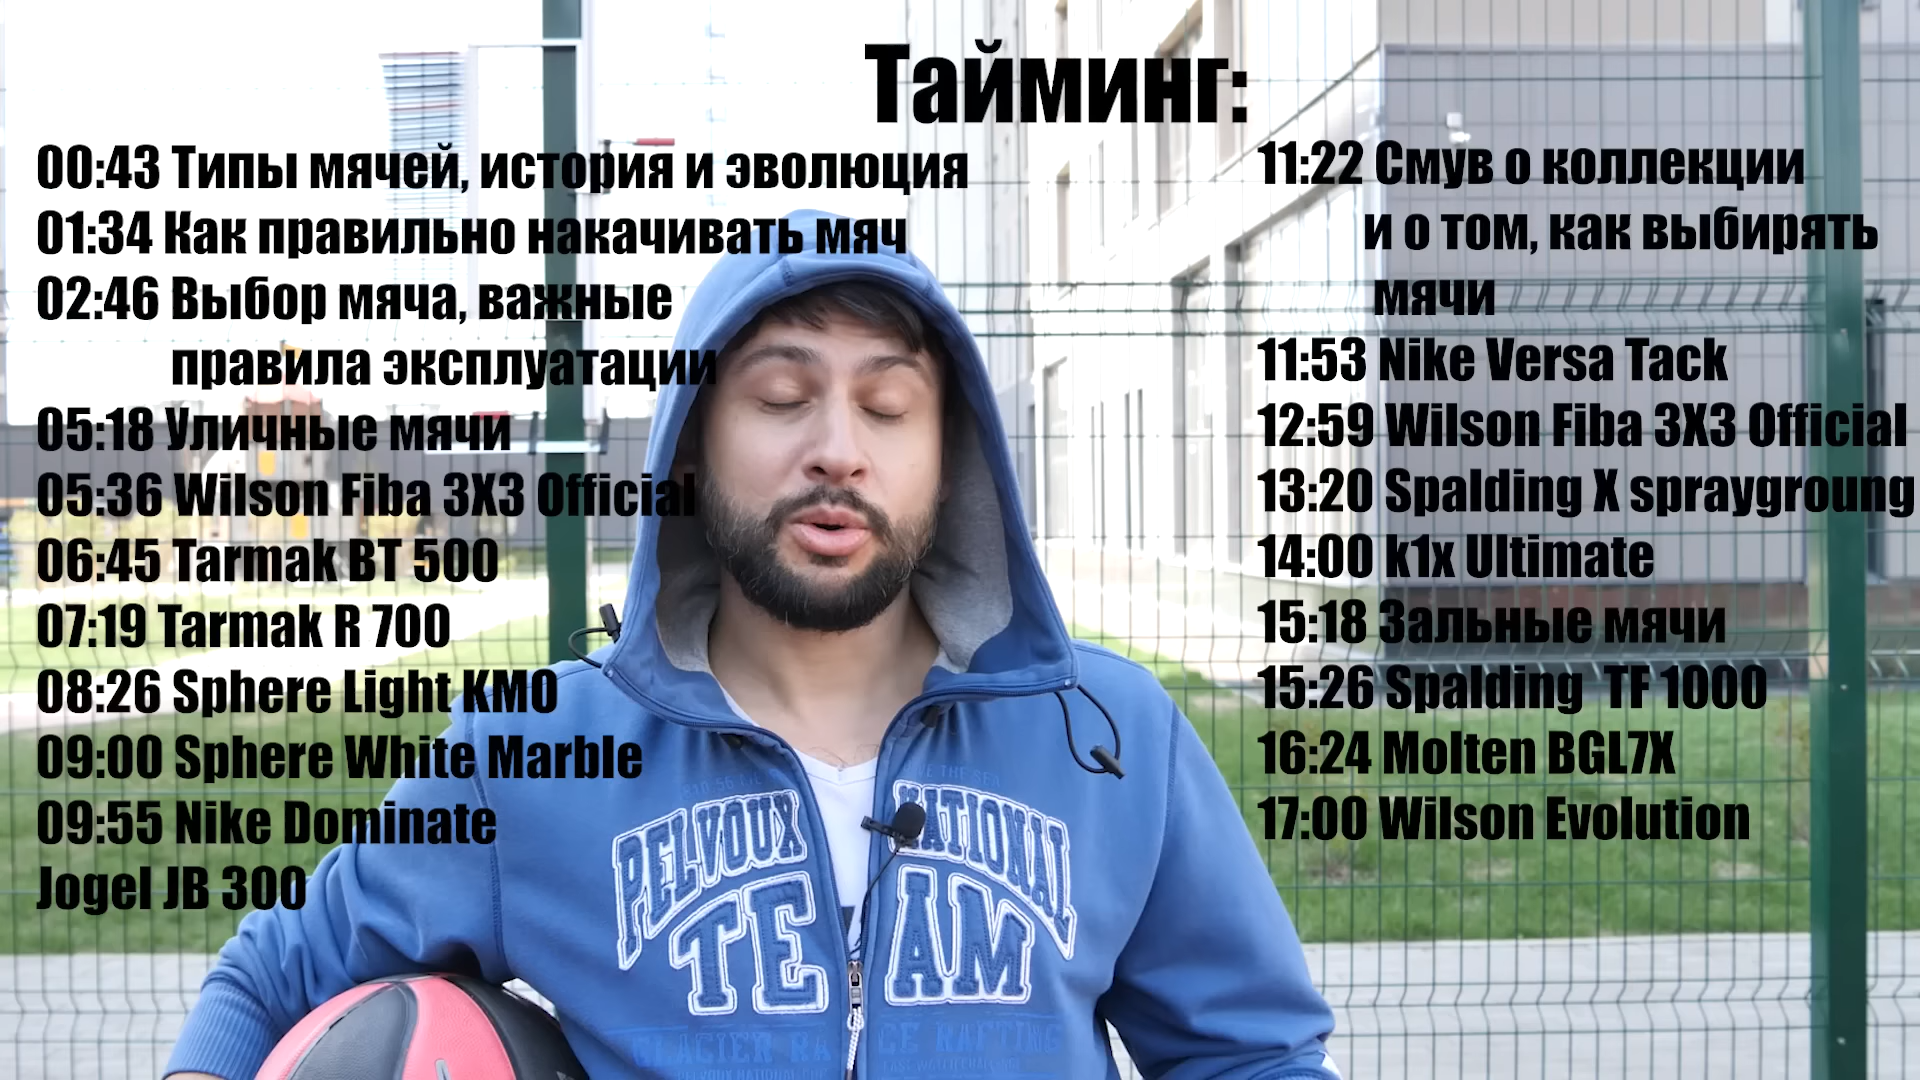 Тайминг:
00:43 Типы мячей, история и эволюция
01:34 Как правильно накачивать мяч
02:46 Выбор мяча, важные
правила эксплуатации
05:18 Уличные мячи
05:36 Wilson Fiba 3X3 Official
06:45 Tarmak BT 500
07:19 Tarmak R 700
08:26 Sphere Light KMO
09:00 Sphere White Marble
09:55 Nike Dominate
Jogel JB 300
11:22 Смув о коллекции
и о том, как выбирять
мячи
11:53 Nike Versa Tack
12:59 Wilson Fiba 3X3 Official
13:20 Spalding X spraygroung
14:00 k1x Ultimate
15:18 Зальные мячи
15:26 Spalding TF 1000
16:24 Molten BGL7X
17:00 Wilson Evolution
PELVOUX NATIONAL
TEAM